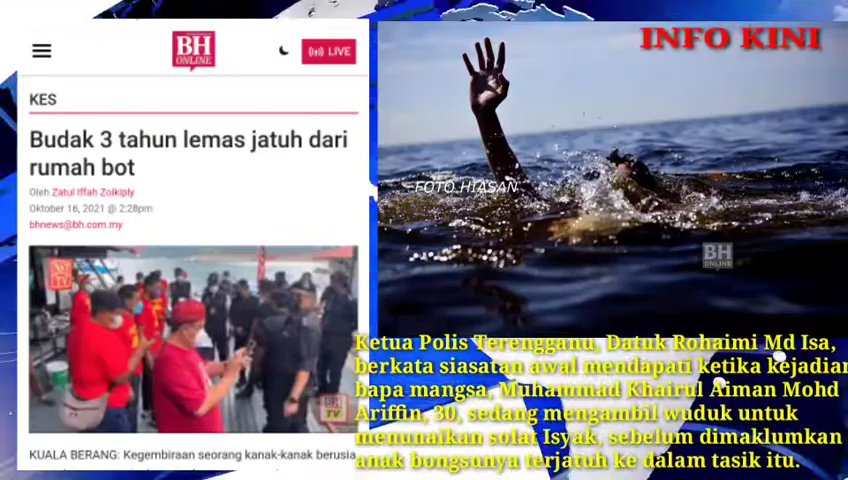 BH
ONLINE
LIVE
KES
Budak 3 tahun lemas jatuh dari
rumah bot
Oleh Zatul Iffah Zolkiply
Oktober 16, 2021 @ 2:28pm
bhnews@bh.com.my
TV
BH
TV
KUALA BERANG: Kegembiraan seorang kanak-kanak berusia
INFO KINI
FOTO HIASAN
BH
ONLINE
Ketua Polis Terengganu, Datuk Rohaimi Md Isa,
berkata siasatan awal mendapati ketika kejadian
bapa mangsa, Muhammad Khairul Aiman Mohd
Ariffin, 30, sedang mengambil wuduk untuk
menunaikan solat Isyak, sebelum dimaklumkan
anak bongsunya terjatuh ke dalam tasik itu.